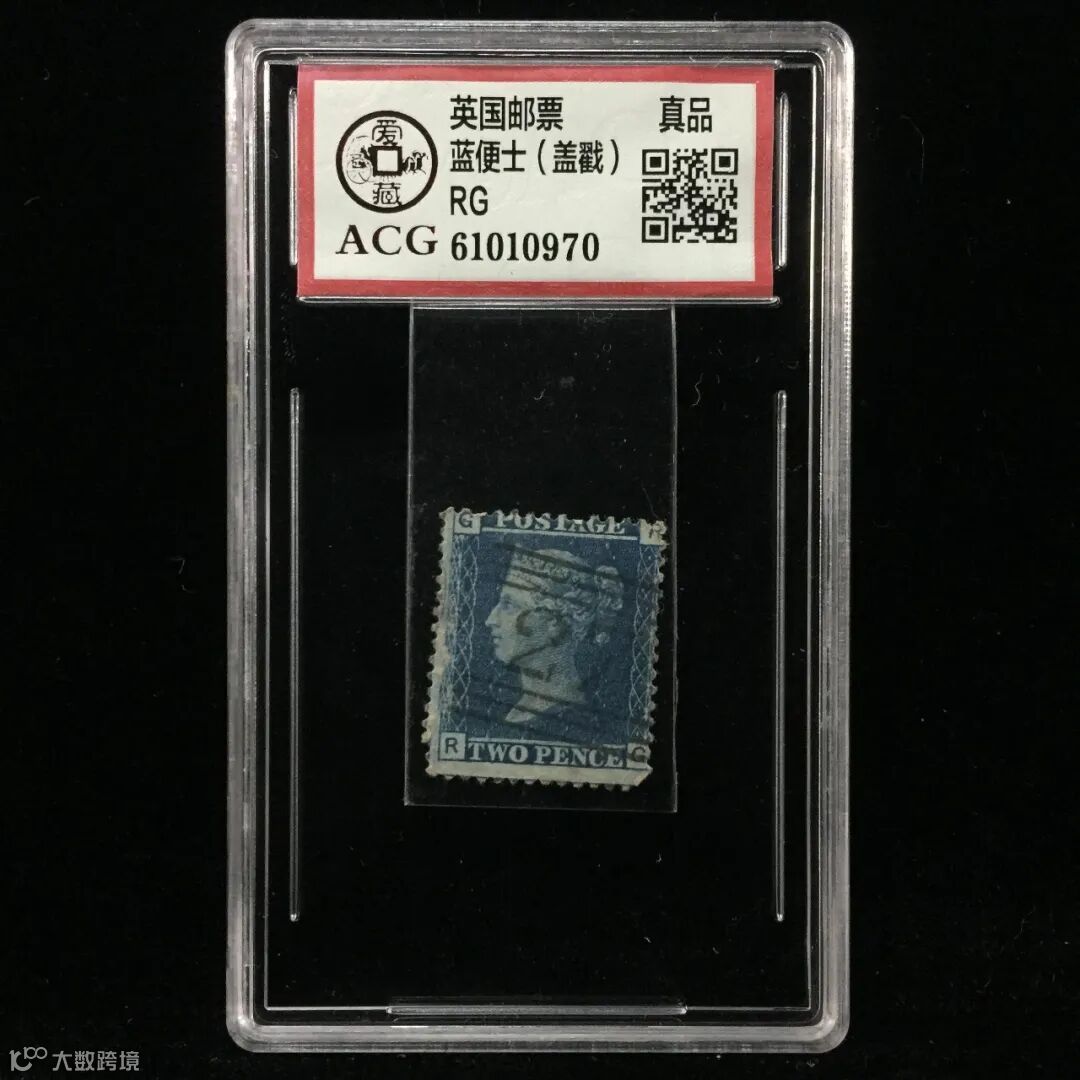 爱
藏
ACG
英国邮票
蓝便士（盖戳）
RG
61010970
真品
G POSTAGE R
2
R TWO PENCE G
大数跨境